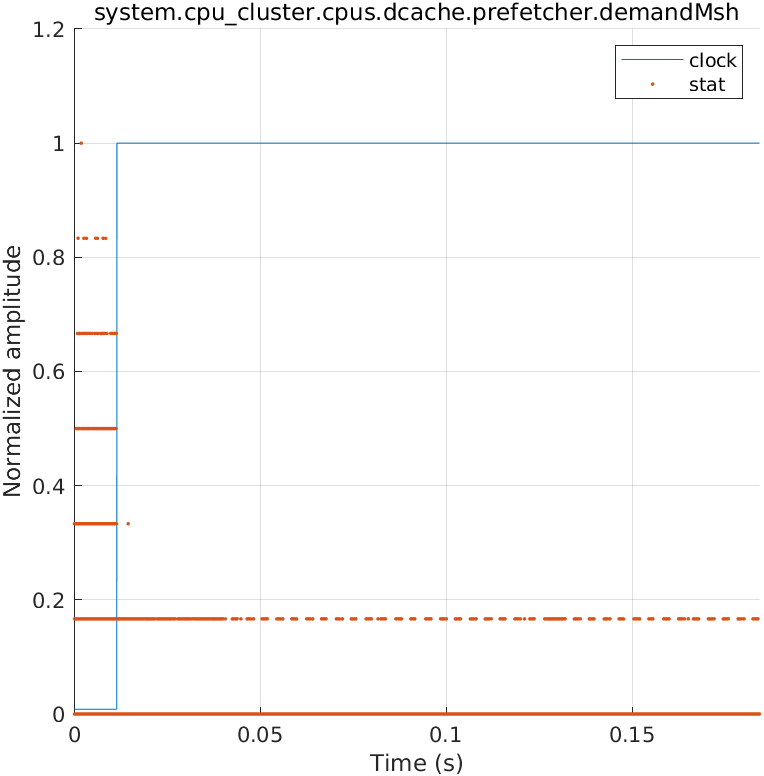 system.cpu_cluster.cpus.dcache.prefetcher.demandMsh
1.2
clock
stat
1
0.8
0.6
0.4
0.2
0
Normalized amplitude
0
0.05
0.1
0.15
Time (s)